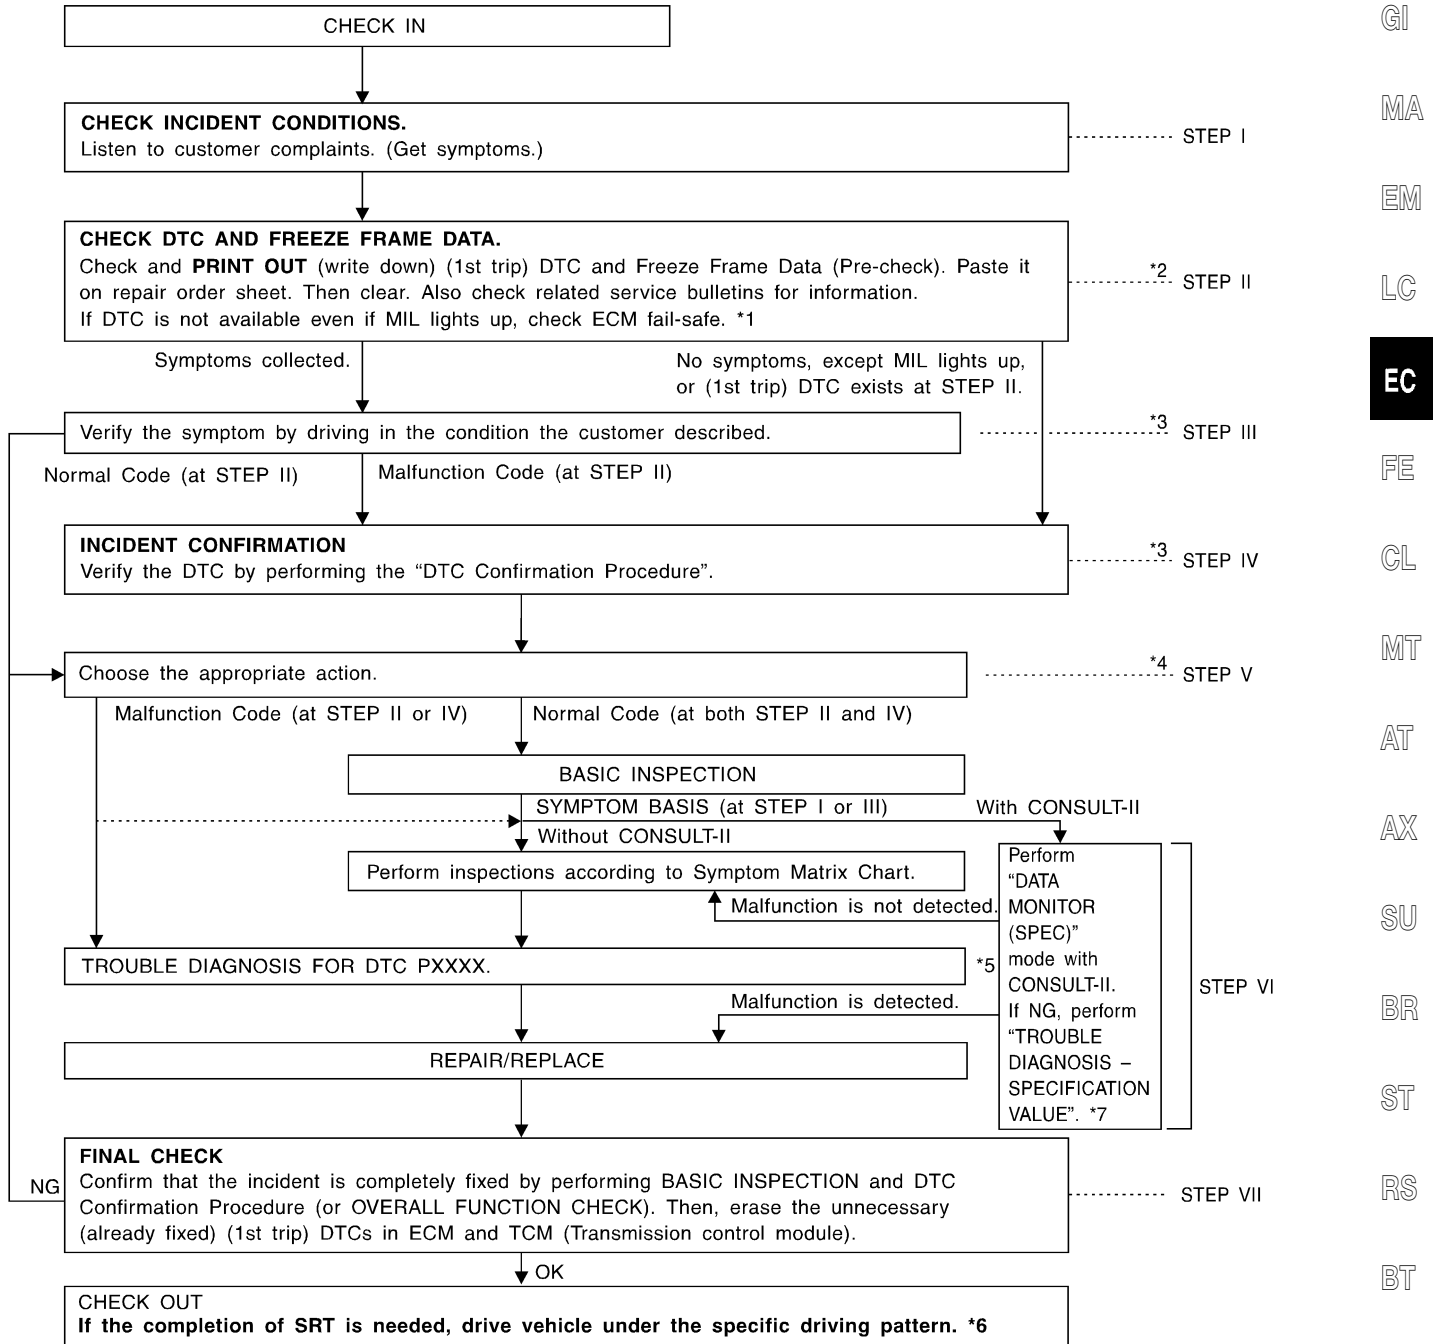 CHECK IN
CHECK INCIDENT CONDITIONS.
Listen to customer complaints. (Get symptoms.)
STEP I
CHECK DTC AND FREEZE FRAME DATA.
Check and PRINT OUT (write down) (1st trip) DTC and Freeze Frame Data (Pre-check). Paste it
on repair order sheet. Then clear. Also check related service bulletins for information.
If DTC is not available even if MIL lights up, check ECM fail-safe. *1
*2
STEP II
Symptoms collected.
No symptoms, except MIL lights up,
or (1st trip) DTC exists at STEP II.
Verify the symptom by driving in the condition the customer described.
*3
STEP III
Normal Code (at STEP II)
Malfunction Code (at STEP II)
INCIDENT CONFIRMATION
Verify the DTC by performing the “DTC Confirmation Procedure”.
*3
STEP IV
Choose the appropriate action.
*4
STEP V
Malfunction Code (at STEP II or IV)
Normal Code (at both STEP II and IV)
BASIC INSPECTION
SYMPTOM BASIS (at STEP I or III)
With CONSULT-II
Without CONSULT-II
Perform inspections according to Symptom Matrix Chart.
Malfunction is not detected.
Perform
“DATA
MONITOR
(SPEC)”
mode with
CONSULT-II.
If NG, perform
“TROUBLE
DIAGNOSIS –
SPECIFICATION
VALUE”. *7
STEP VI
TROUBLE DIAGNOSIS FOR DTC PXXXX.
*5
Malfunction is detected.
REPAIR/REPLACE
FINAL CHECK
Confirm that the incident is completely fixed by performing BASIC INSPECTION and DTC
Confirmation Procedure (or OVERALL FUNCTION CHECK). Then, erase the unnecessary
(already fixed) (1st trip) DTCs in ECM and TCM (Transmission control module).
NG
STEP VII
OK
CHECK OUT
If the completion of SRT is needed, drive vehicle under the specific driving pattern. *6
GI
MA
EM
LC
EC
FE
CL
MT
AT
AX
SU
BR
ST
RS
BT